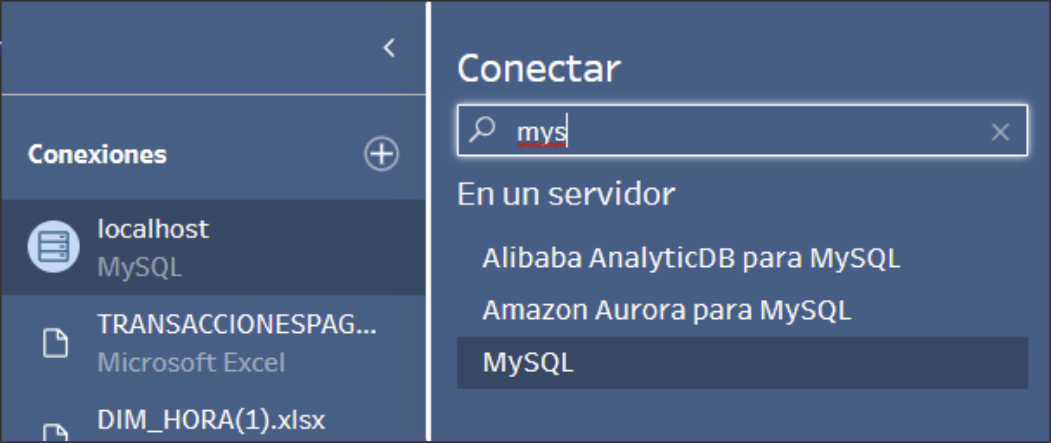 Conexiones
localhost
MySQL
TRANSACCIONESPAG...
Microsoft Excel
DIM_HORA(1).xlsx
Conectar
mys
En un servidor
Alibaba AnalyticDB para MySQL
Amazon Aurora para MySQL
MySQL